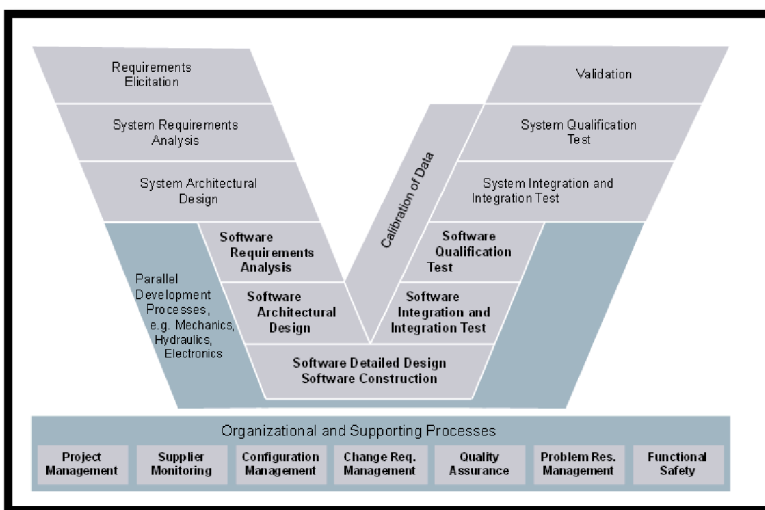 Requirements
Elicitation
System Requirements
Analysis
System Architectural
Design
Software
Requirements
Analysis
Software
Architectural
Design
Parallel
Development
Processes,
e.g. Mechanics,
Hydraulics,
Electronics
Software Detailed Design
Software Construction
Calibration of Data
Validation
System Qualification
Test
System Integration and
Integration Test
Software
Qualification
Test
Software
Integration and
Integration Test
Organizational and Supporting Processes
Project
Management
Supplier
Monitoring
Configuration
Management
Change Req.
Management
Quality
Assurance
Problem Res.
Management
Functional
Safety